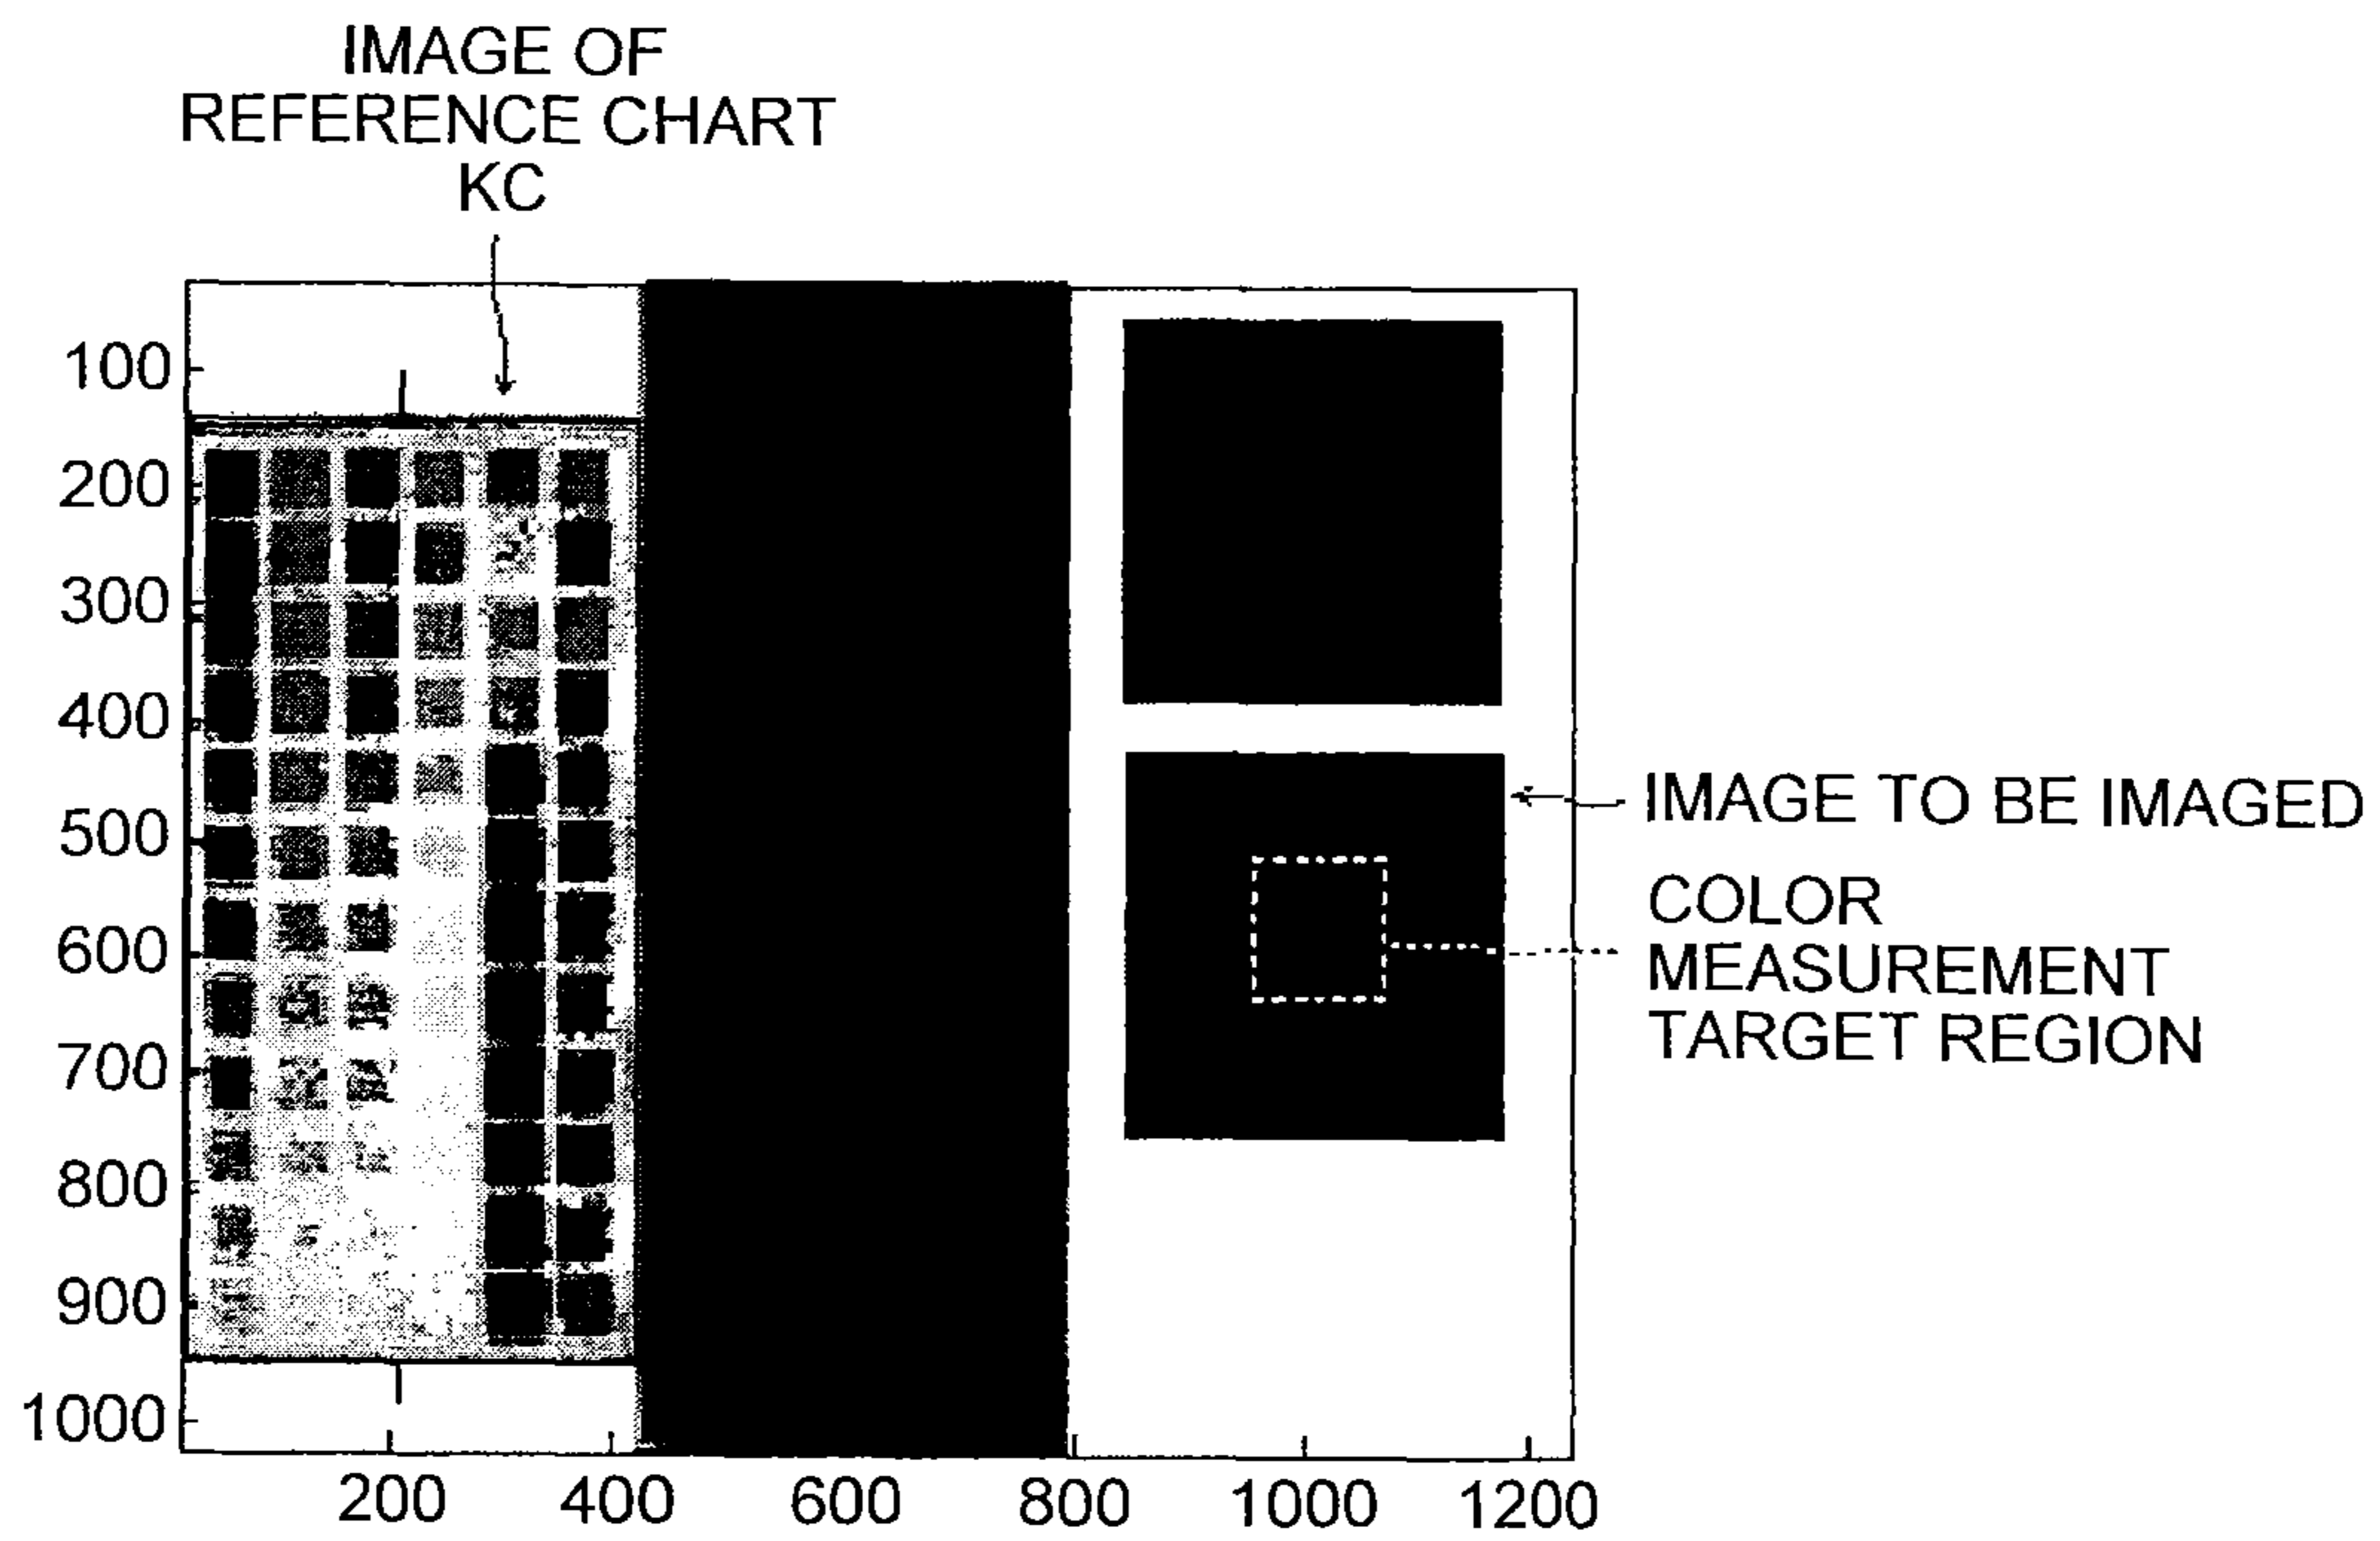 IMAGE OF
REFERENCE CHART
KC
100
200
300
400
500
600
700
800
900
1000
200
400
600
800
1000
1200
IMAGE TO BE IMAGED
COLOR
MEASUREMENT
TARGET REGION